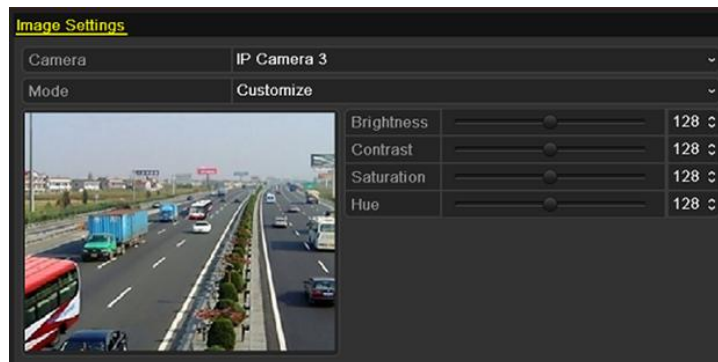 Image Settings
Camera IP Camera 3
Mode Customize
Brightness 128
Contrast 128
Saturation 128
Hue 128